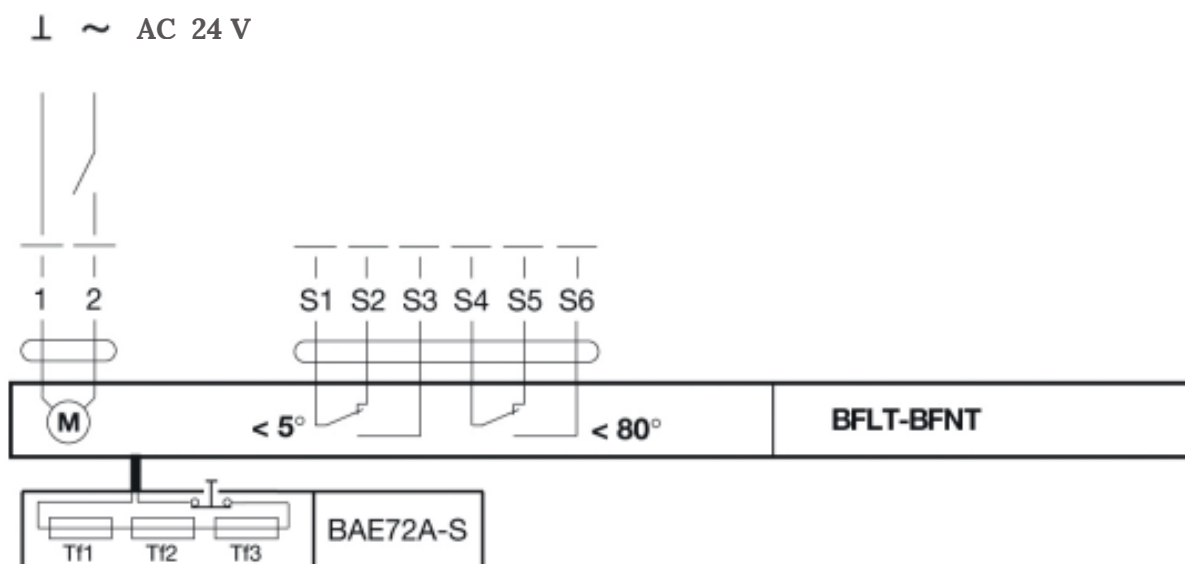 ⊥ ~ AC 24 V
1 2 S1 S2 S3 S4 S5 S6
M < 5° < 80° BFLT-BFNT
BAE72A-S
Tf1 Tf2 Tf3